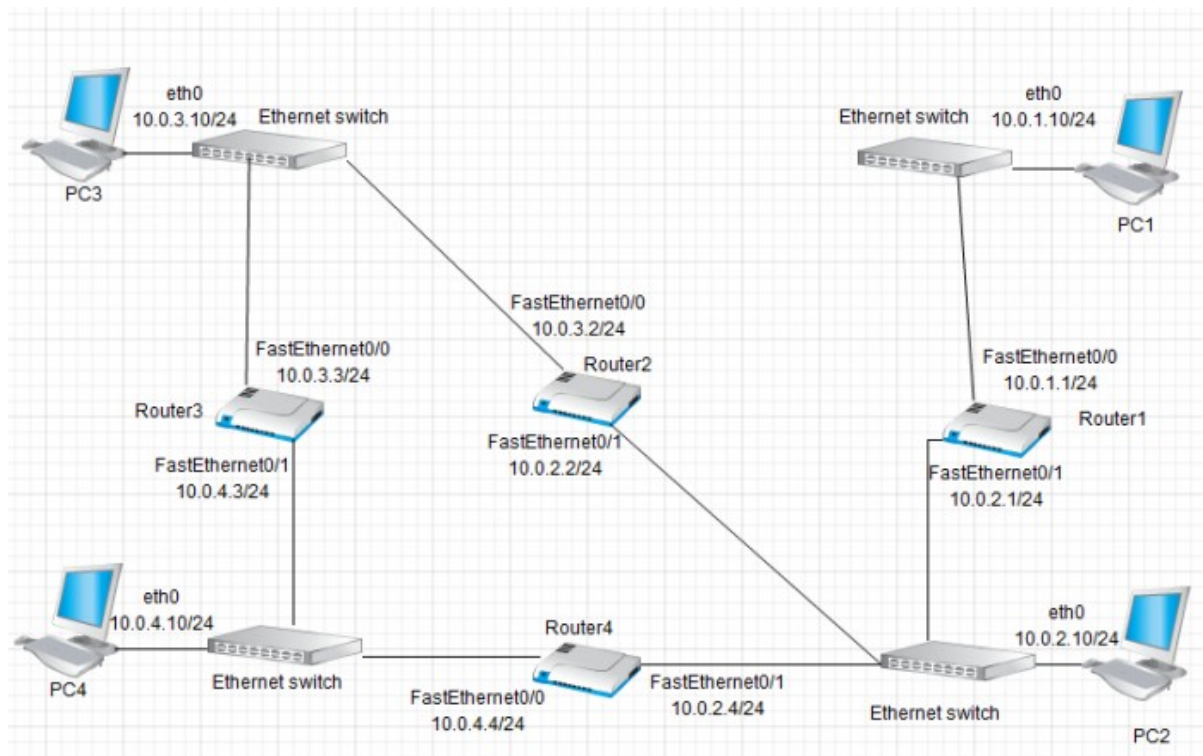 eth0
10.0.3.10/24
Ethernet switch
PC3
eth0
10.0.1.10/24
Ethernet switch
PC1
FastEthernet0/0
10.0.3.2/24
Router2
FastEthernet0/0
10.0.3.3/24
Router3
FastEthernet0/0
10.0.1.1/24
Router1
FastEthernet0/1
10.0.4.3/24
FastEthernet0/1
10.0.2.2/24
FastEthernet0/1
10.0.2.1/24
eth0
10.0.4.10/24
PC4
Ethernet switch
Router4
FastEthernet0/0
10.0.4.4/24
FastEthernet0/1
10.0.2.4/24
eth0
10.0.2.10/24
Ethernet switch
PC2